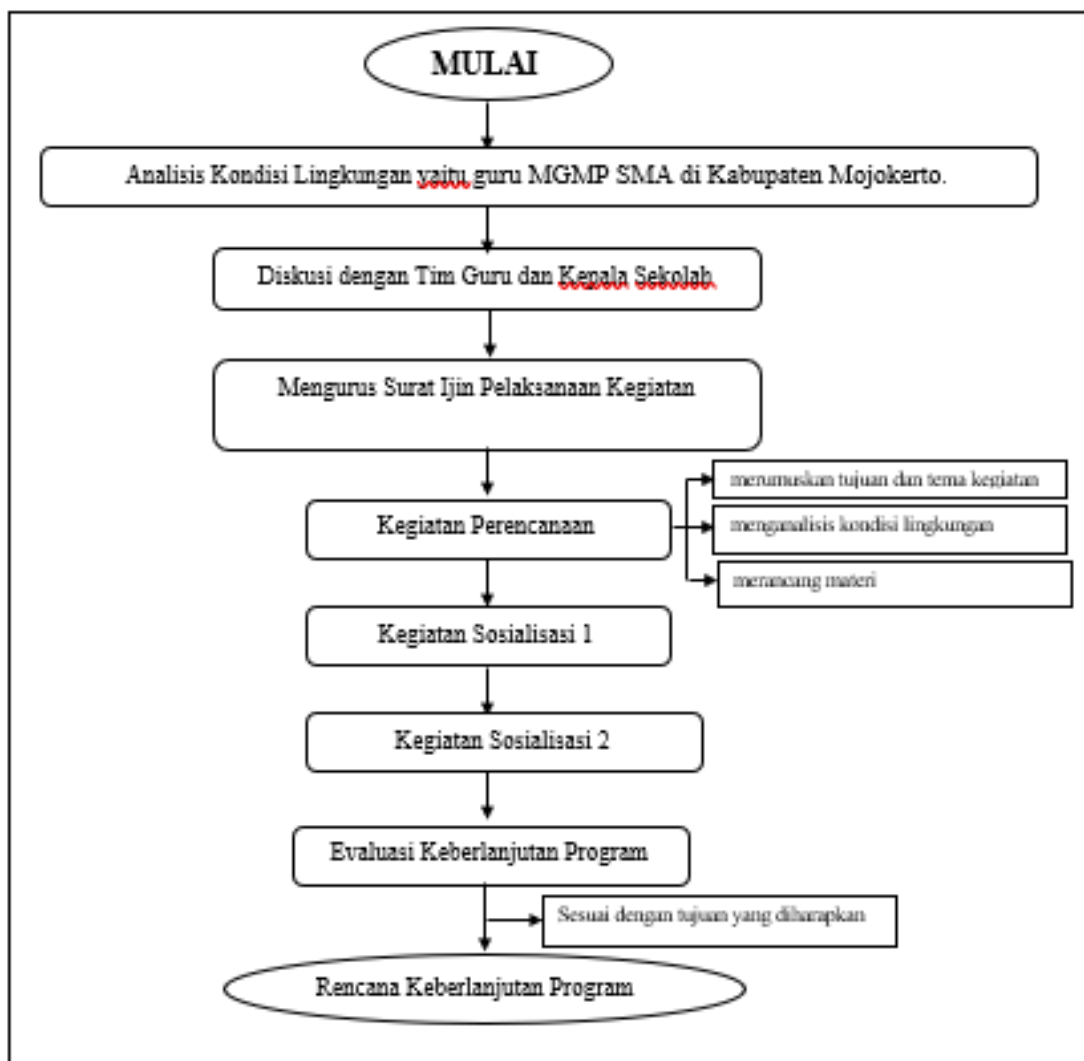 MULAI
Analisis Kondisi Lingkungan yaitu guru MGMP SMA di Kabupaten Mojokerto.
Diskusi dengan Tim Guru dan Kepala Sekolah
Mengurus Surat Ijin Pelaksanaan Kegiatan
Kegiatan Perencanaan
merumuskan tujuan dan tema kegiatan
menganalisis kondisi lingkungan
merancang materi
Kegiatan Sosialisasi 1
Kegiatan Sosialisasi 2
Evaluasi Keberlanjutan Program
Sesuai dengan tujuan yang diharapkan
Rencana Keberlanjutan Program